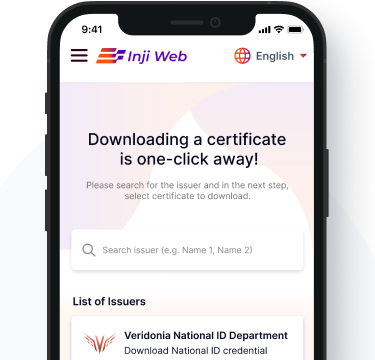 9:41
Inji Web
English
Downloading a certificate
is one-click away!
Please search for the issuer and in the next step,
select certificate to download.
Search issuer (e.g. Name 1, Name 2)
List of Issuers
Veridonia National ID Department
Download National ID credential